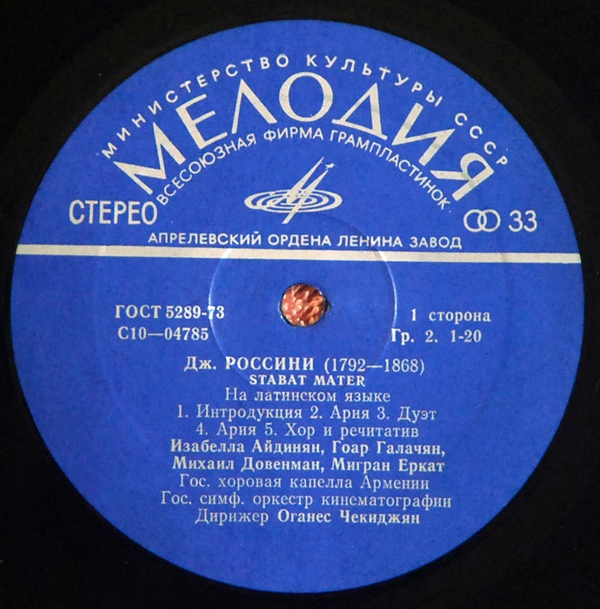 МИНИСТЕРСТВО КУЛЬТУРЫ СССР
МЕЛОДИЯ
ВСЕСОЮЗНАЯ ФИРМА ГРАМПЛАСТИНОК
СТЕРЕО
33
АПРЕЛЕВСКИЙ ОРДЕНА ЛЕНИНА ЗАВОД
ГОСТ 5289-73
1 сторона
С10—04785
Гр. 2. 1-20
Дж. РОССИНИ (1792—1868)
STABAT MATER
На латинском языке
1. Интродукция 2. Ария 3. Дуэт
4. Ария 5. Хор и речитатив
Изабелла Айдинян, Гоар Галачян,
Михаил Довенман, Мигран Еркат
Гос. хоровая капелла Армении
Гос. симф. оркестр кинематографии
Дирижер Оганес Чекиджян